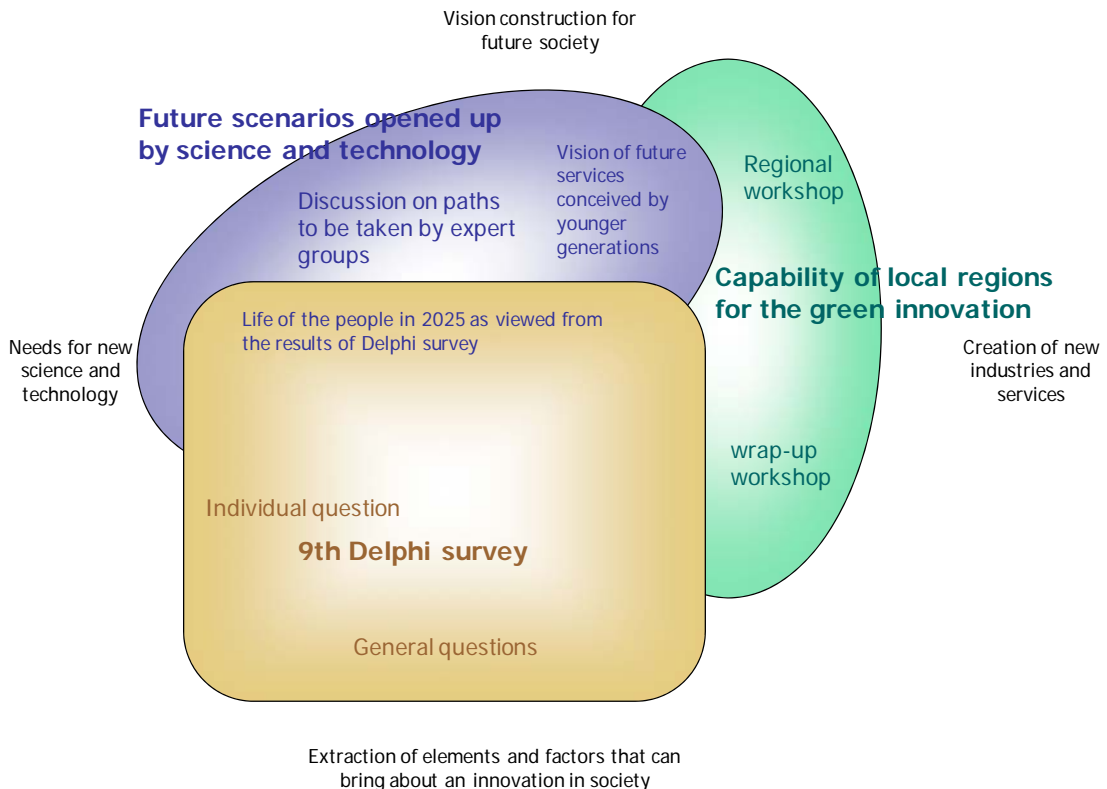 Vision construction for
future society
Future scenarios opened up
by science and technology
Vision of future
services
conceived by
younger
generations
Discussion on paths
to be taken by expert
groups
Regional
workshop
Capability of local regions
for the green innovation
Life of the people in 2025 as viewed from
the results of Delphi survey
Needs for new
science and
technology
Creation of new
industries and
services
wrap-up
workshop
Individual question
9th Delphi survey
General questions
Extraction of elements and factors that can
bring about an innovation in society